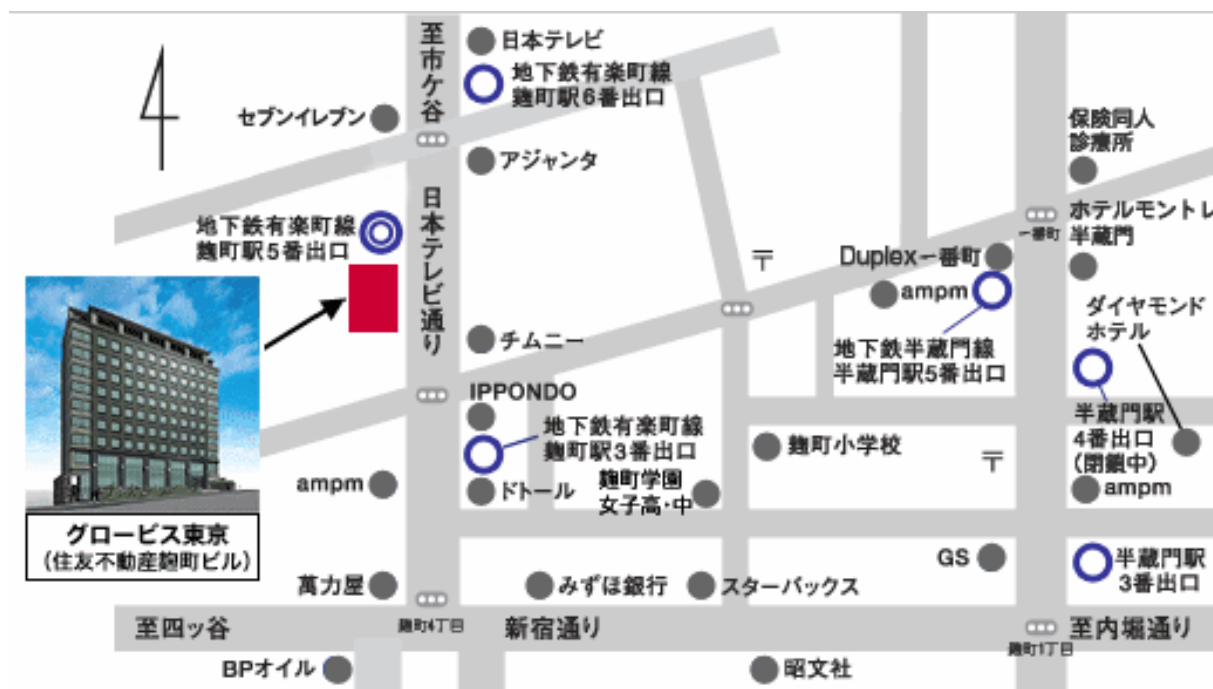 至市ケ谷
日本テレビ
地下鉄有楽町線
麹町駅6番出口
セブンイレブン
アジャンタ
保険同人
診療所
日本テレビ通り
地下鉄有楽町線
麹町駅5番出口
一番町
ホテルモントレ
半蔵門
〒
Duplex一番町
ampm
地下鉄半蔵門線
半蔵門駅5番出口
ダイヤモンド
ホテル
チムニー
IPPONDO
地下鉄有楽町線
麹町駅3番出口
麹町小学校
〒
半蔵門駅
4番出口
(閉鎖中)
ampm
ampm
ドトール
麹町学園
女子高・中
グロービス東京
(住友不動産麹町ビル)
GS
半蔵門駅
3番出口
萬力屋
みずほ銀行
スターバックス
至四ッ谷
麹町4丁目
新宿通り
麹町1丁目
至内堀通り
BPオイル
昭文社